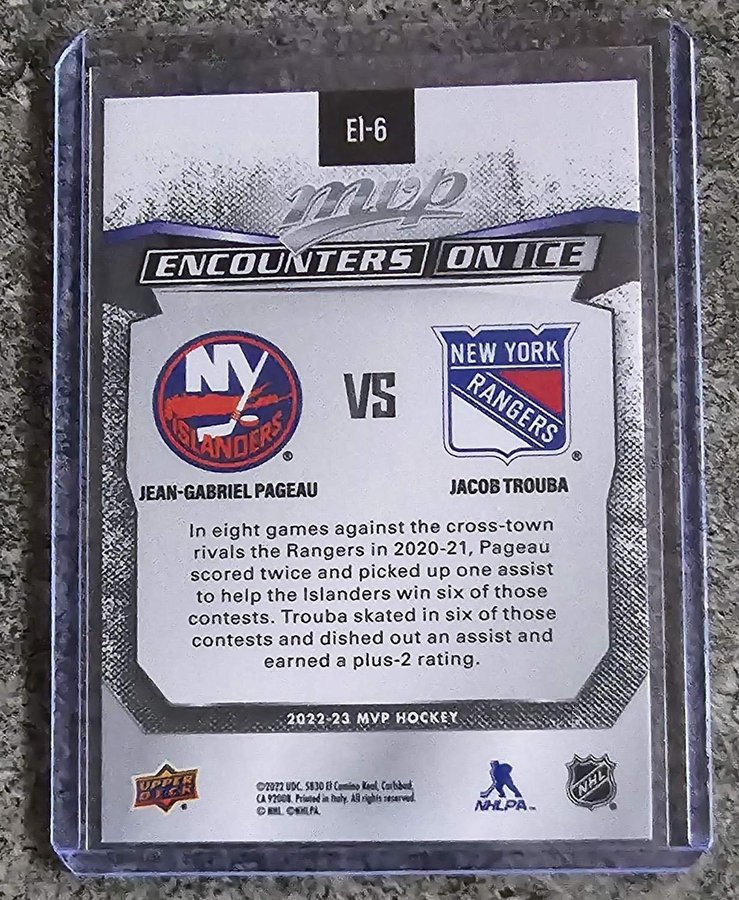 EI-6
mvp
ENCOUNTERS ON ICE
NY
ISLANDERS
®
VS
NEW YORK
RANGERS
®
JEAN-GABRIEL PAGEAU
JACOB TROUBA
In eight games against the cross-town
rivals the Rangers in 2020-21, Pageau
scored twice and picked up one assist
to help the Islanders win six of those
contests. Trouba skated in six of those
contests and dished out an assist and
earned a plus-2 rating.
2022-23 MVP HOCKEY
UPPER
DECK
®
©2022 UDC. 5830 El Camino Real, Carlsbad,
CA 92008. Printed in Italy. All rights reserved.
© NHL. ©NHLPA.
NHLPA™
NHL
®